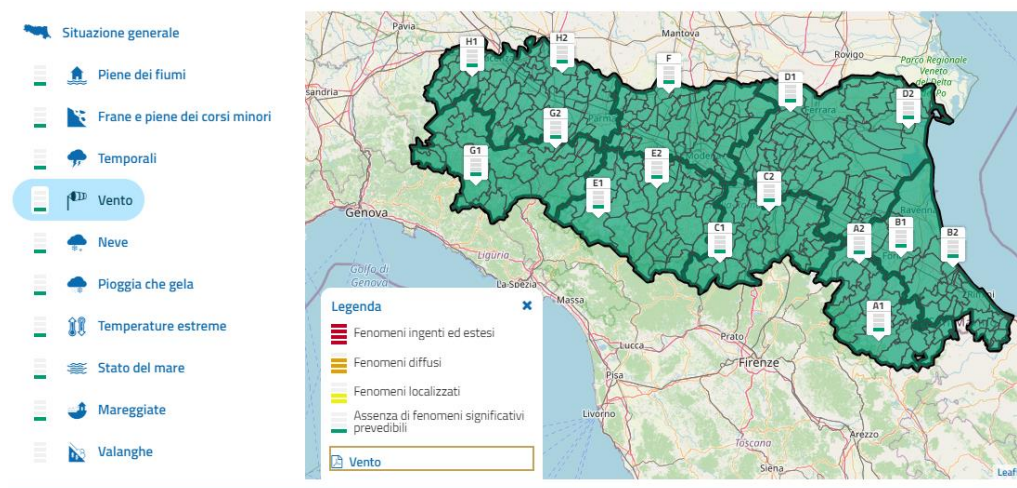 Situazione generale
Piene dei fiumi
Frane e piene dei corsi minori
Temporali
Vento
Neve
Pioggia che gela
Temperature estreme
Stato del mare
Mareggiate
Valanghe
Pavia
Mantova
Rovigo
Parco Regionale
Veneto
del Delta
Po
H1
H2
F
D1
D2
G2
G1
E2
E1
C2
C1
A2
B1
B2
A1
Parma
Ferrara
Ravenna
Rimini
Genova
Liguria
Golfo di
Genova
La Spezia
Massa
Lucca
Pisa
Livorno
Prato
Firenze
Toscana
Arezzo
Siena
Legenda
Fenomeni ingenti ed estesi
Fenomeni diffusi
Fenomeni localizzati
Assenza di fenomeni significativi
prevedibili
Vento
Leaf